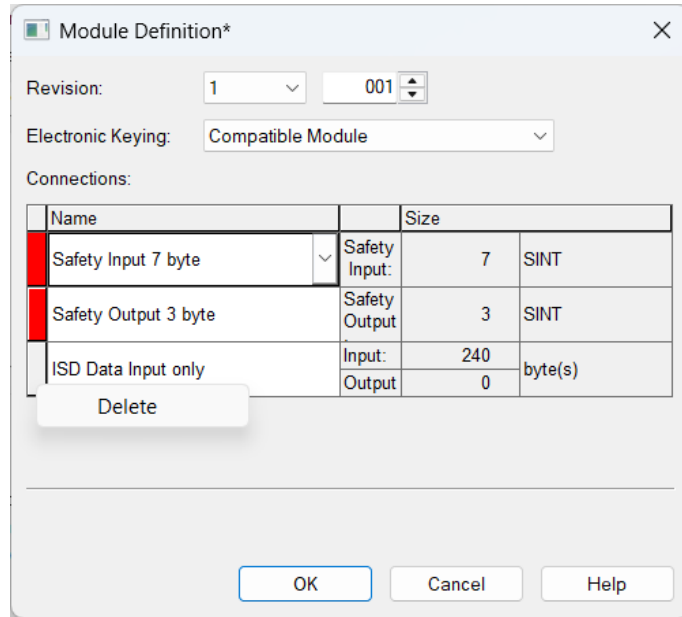 Module Definition*
Revision: 1 001
Electronic Keying: Compatible Module
Connections:
Name Size
Safety Input 7 byte Safety Input: 7 SINT
Safety Output 3 byte Safety Output 3 SINT
ISD Data Input only Input: 240 byte(s)
Output 0
Delete
OK Cancel Help